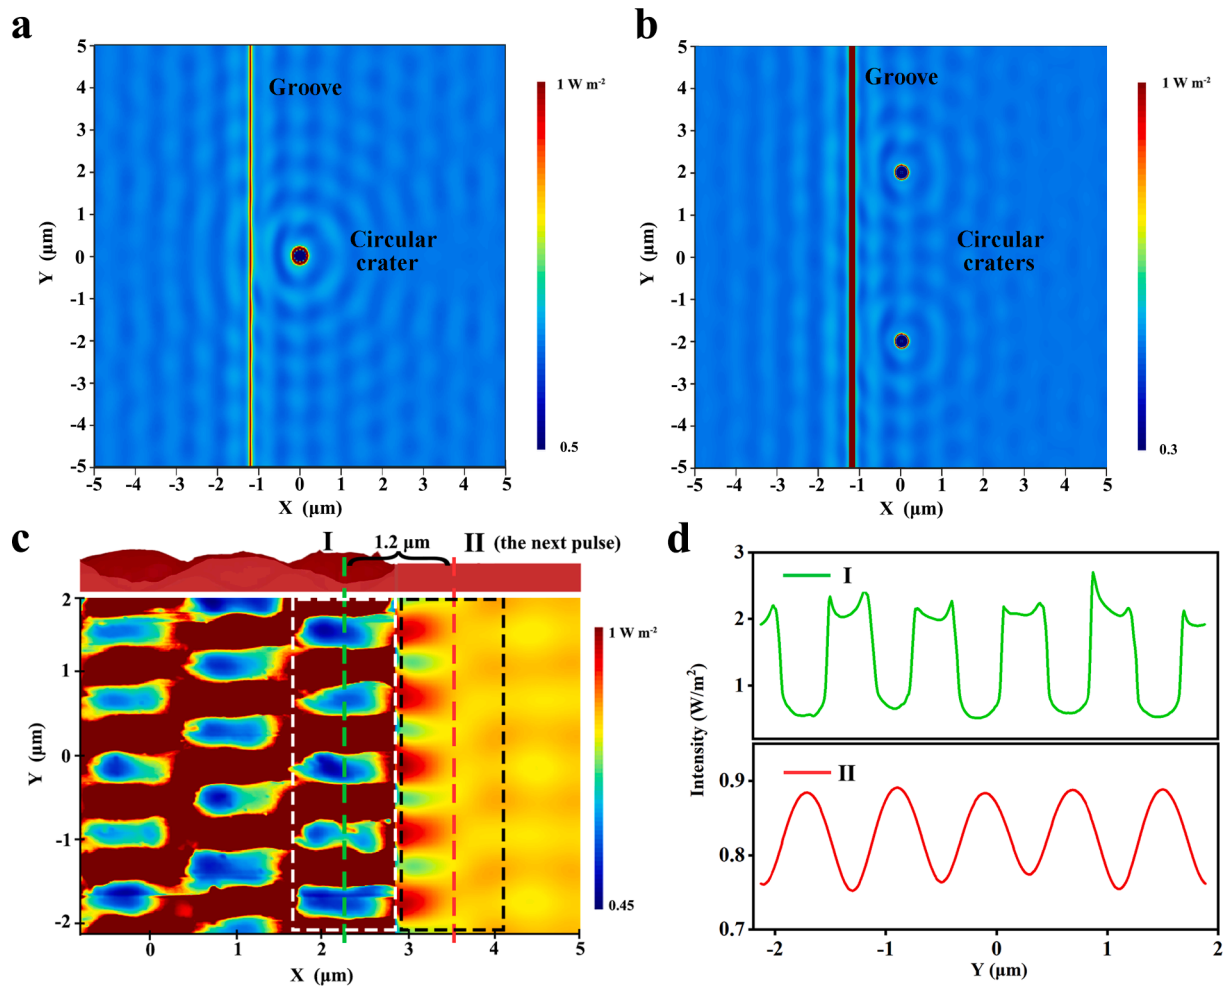 a
5
4
3
2
1
0
-1
-2
-3
-4
-5
Y (μm)
Groove
Circular
crater
-5 -4 -3 -2 -1 0 1 2 3 4 5
X (μm)
1 W m-2
0.5
b
5
4
3
2
1
0
-1
-2
-3
-4
-5
Y (μm)
Groove
Circular
craters
-5 -4 -3 -2 -1 0 1 2 3 4 5
X (μm)
1 W m-2
0.3
c
I
1.2 μm
II (the next pulse)
2
1
0
-1
-2
Y (μm)
0 1 2 3 4 5
X (μm)
1 W m-2
0.45
d
I
3
2
1
II
0.9
0.8
0.7
Intensity (W/m2)
-2 -1 0 1 2
Y (μm)